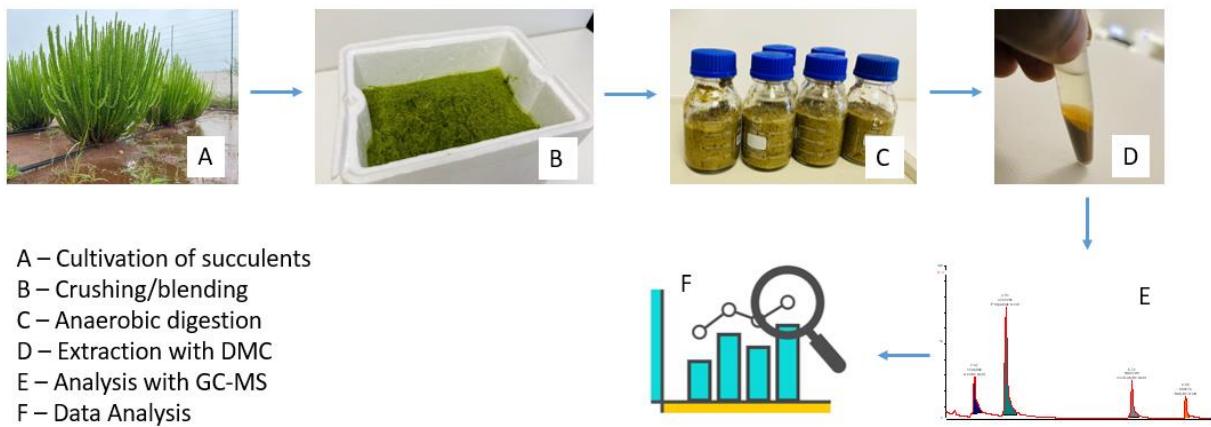 A
B
C
D
A – Cultivation of succulents
B – Crushing/blending
C – Anaerobic digestion
D – Extraction with DMC
E – Analysis with GC-MS
F – Data Analysis
F
E